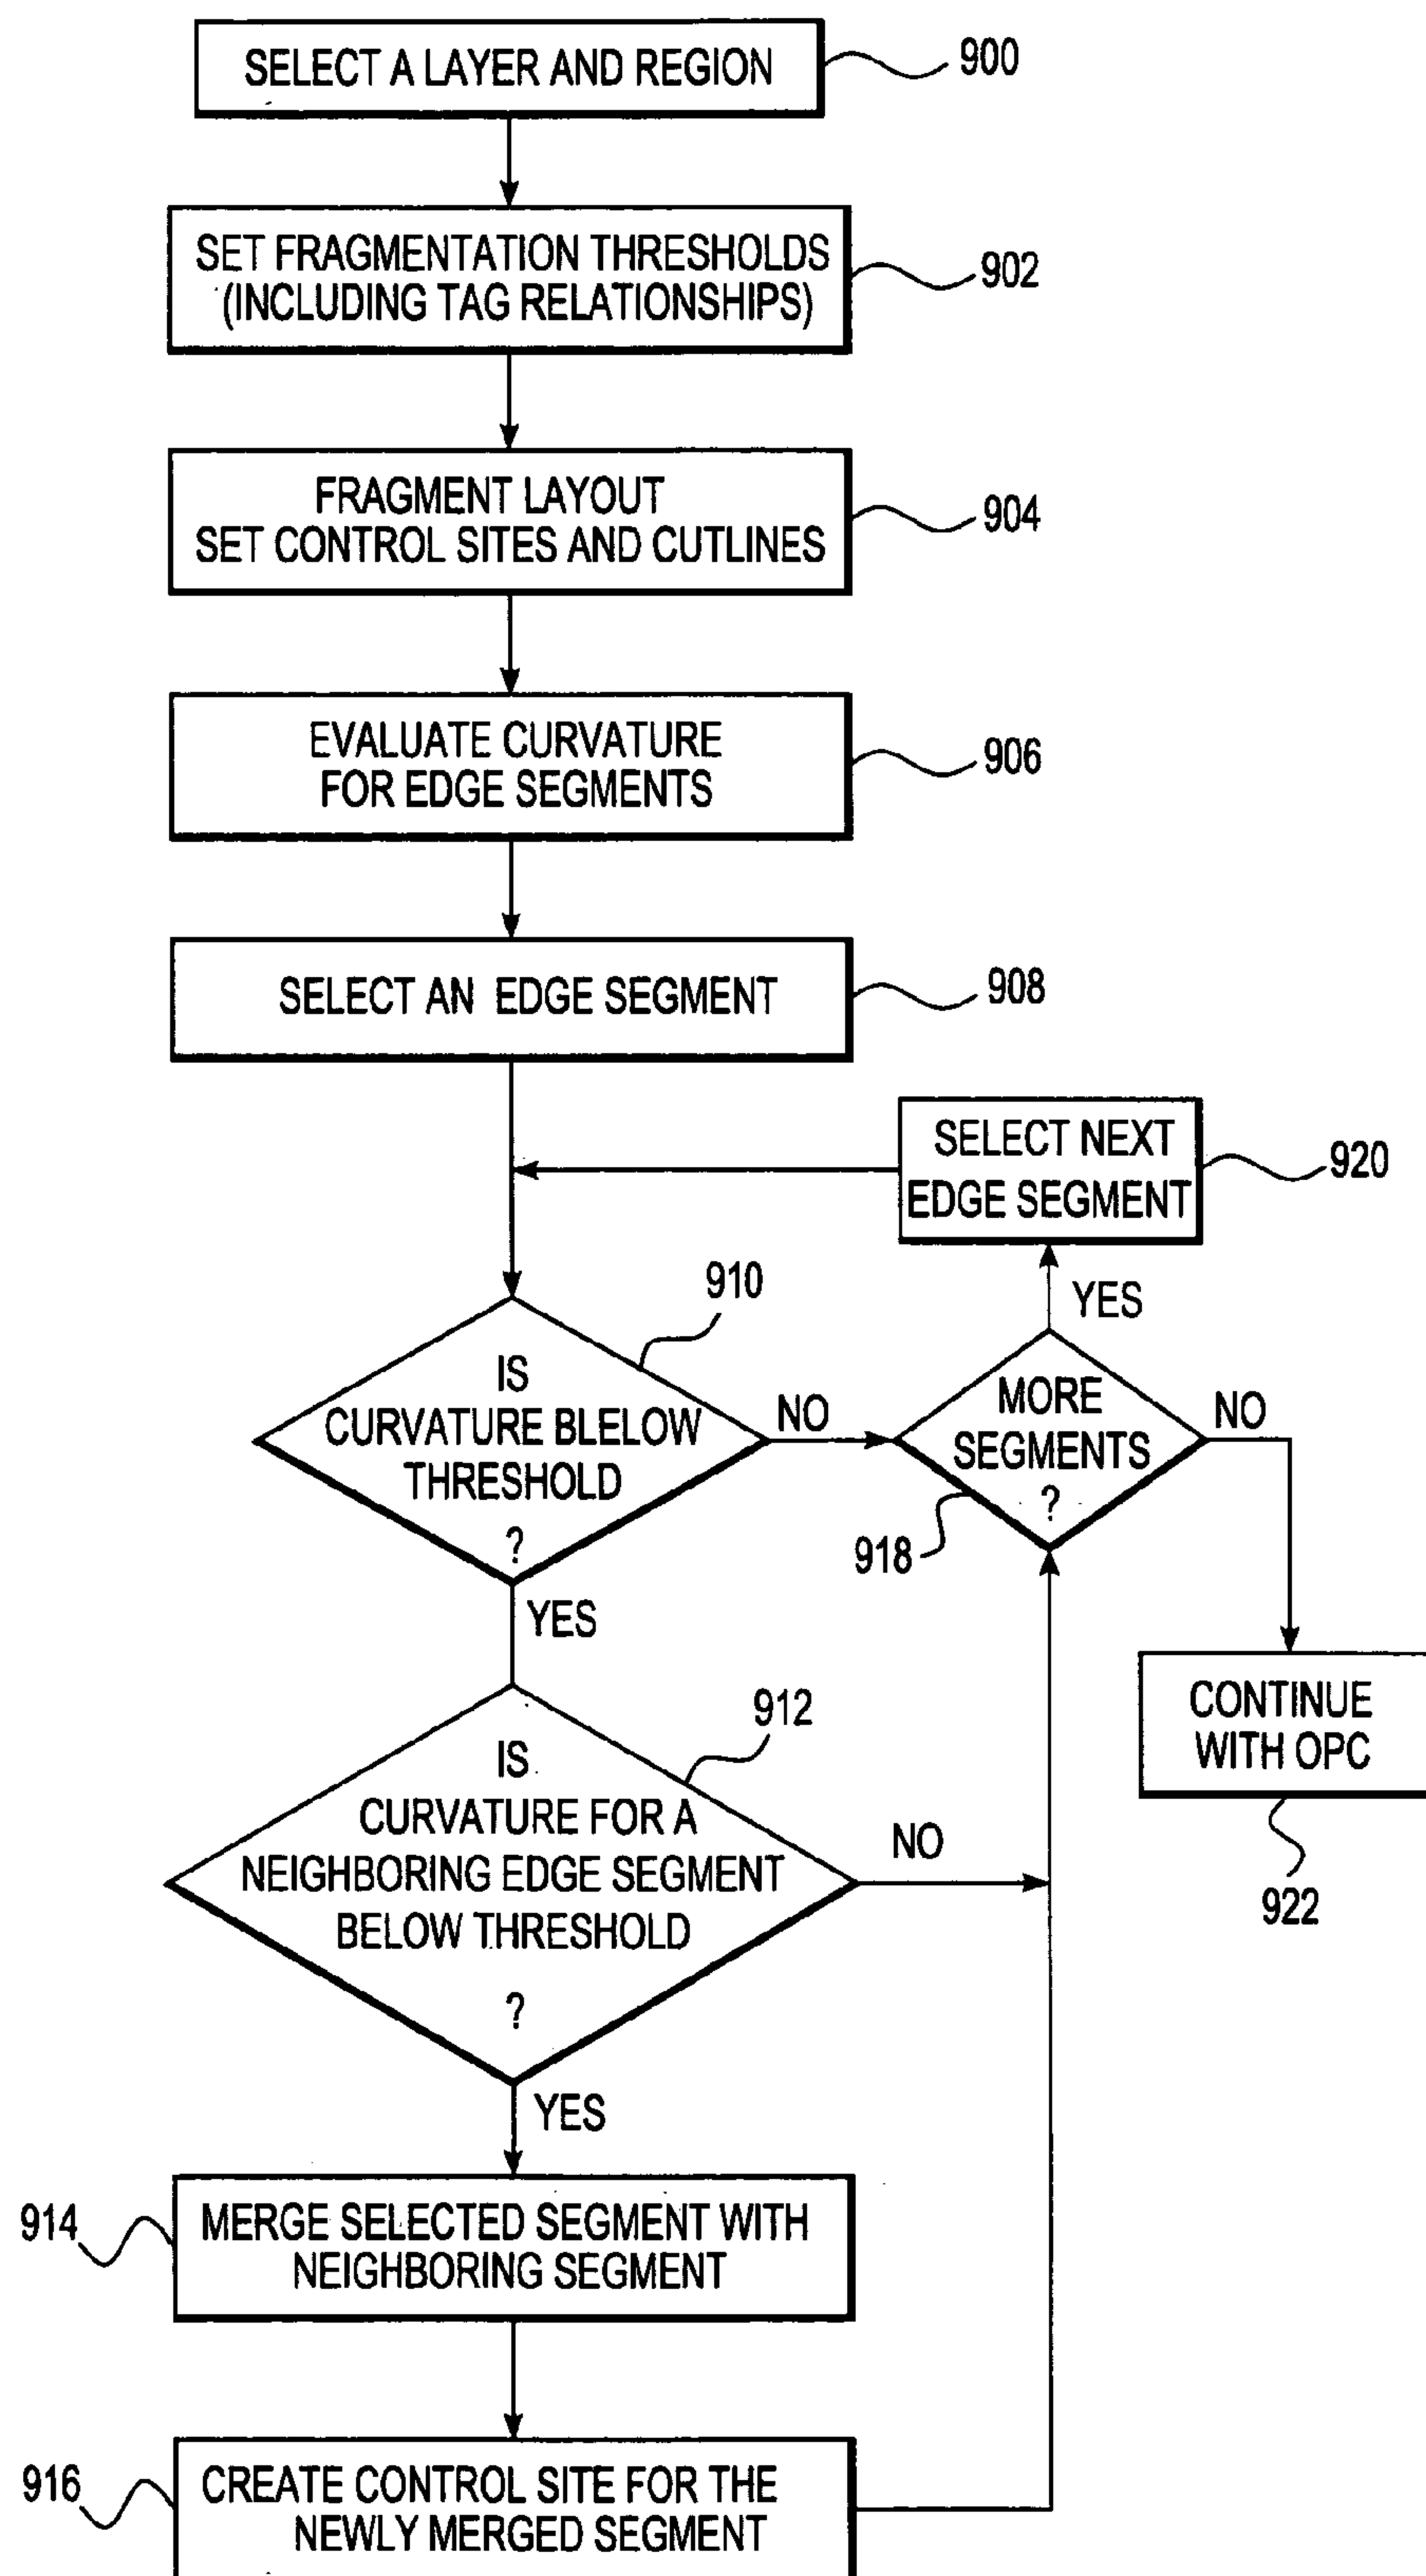 SELECT A LAYER AND REGION
900
SET FRAGMENTATION THRESHOLDS
(INCLUDING TAG RELATIONSHIPS)
902
FRAGMENT LAYOUT
SET CONTROL SITES AND CUTLINES
904
EVALUATE CURVATURE
FOR EDGE SEGMENTS
906
SELECT AN EDGE SEGMENT
908
SELECT NEXT
EDGE SEGMENT
920
YES
910
IS
CURVATURE BLELOW
THRESHOLD
?
NO
MORE
SEGMENTS
?
NO
918
YES
CONTINUE
WITH OPC
922
912
IS
CURVATURE FOR A
NEIGHBORING EDGE SEGMENT
BELOW THRESHOLD
?
NO
YES
914
MERGE SELECTED SEGMENT WITH
NEIGHBORING SEGMENT
916
CREATE CONTROL SITE FOR THE
NEWLY MERGED SEGMENT